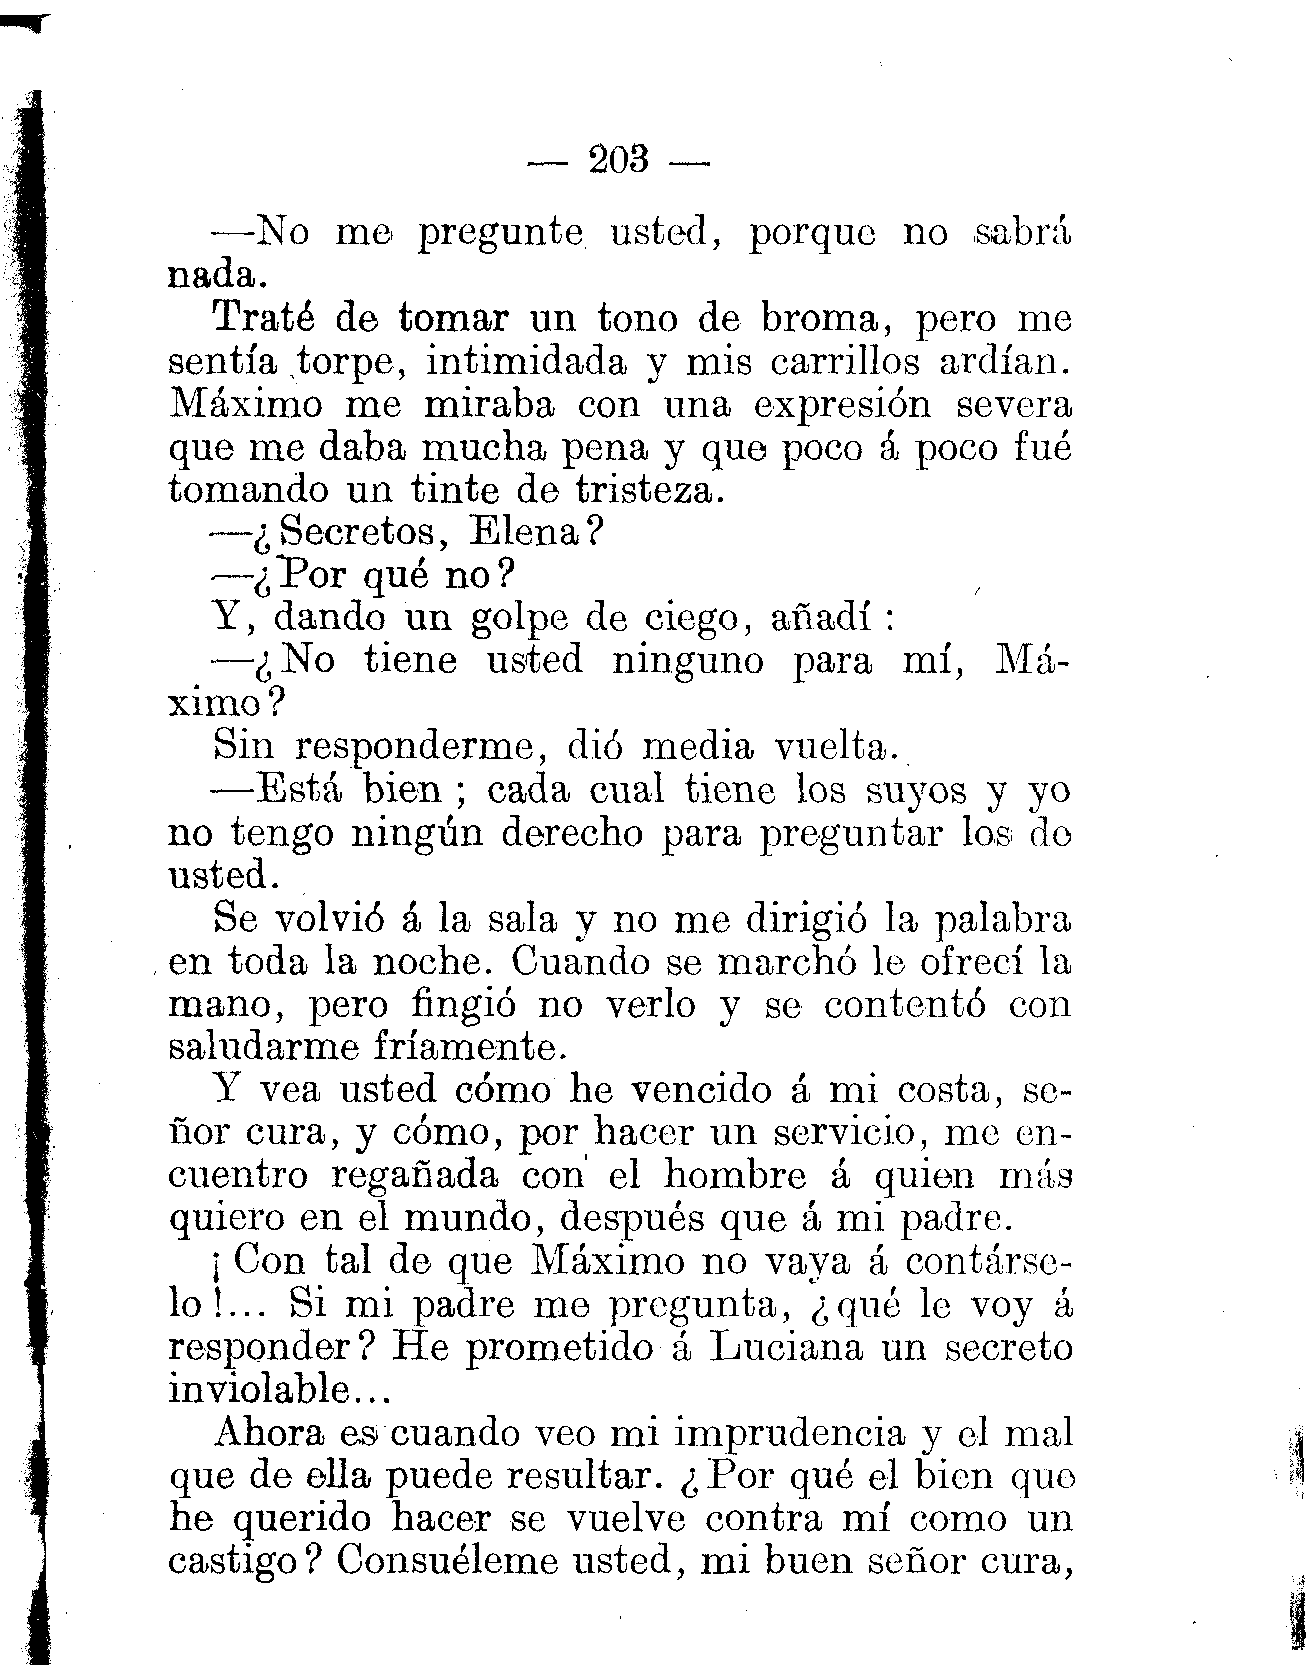 — 203 —
—No me pregunte usted, porque no sabrá
nada.
Traté de tomar un tono de broma, pero me
sentía torpe, intimidada y mis carrillos ardían.
Máximo me miraba con una expresión severa
que me daba mucha pena y que poco á poco fué
tomando un tinte de tristeza.
—¿Secretos, Elena?
—¿Por qué no?
Y, dando un golpe de ciego, añadí :
—¿No tiene usted ninguno para mí, Má-
ximo?
Sin responderme, dió media vuelta.
—Está bien ; cada cual tiene los suyos y yo
no tengo ningún derecho para preguntar los de
usted.
Se volvió á la sala y no me dirigió la palabra
en toda la noche. Cuando se marchó le ofrecí la
mano, pero fingió no verlo y se contentó con
saludarme fríamente.
Y vea usted cómo he vencido á mi costa, se-
ñor cura, y cómo, por hacer un servicio, me en-
cuentro regañada con el hombre á quien más
quiero en el mundo, después que á mi padre.
¡Con tal de que Máximo no vaya á contárse-
lo!... Si mi padre me pregunta, ¿qué le voy á
responder? He prometido á Luciana un secreto
inviolable...
Ahora es cuando veo mi imprudencia y el mal
que de ella puede resultar. ¿Por qué el bien que
he querido hacer se vuelve contra mí como un
castigo? Consuéleme usted, mi buen señor cura,